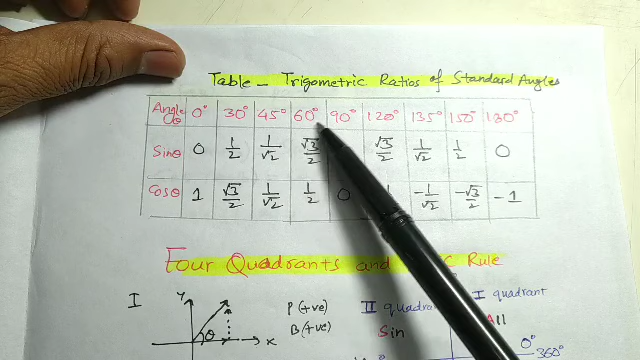 Table - Trigometric Ratios of Standard Angles
Angle θ 0° 30° 45° 60° 90° 120° 135° 150° 180°
Sinθ 0 1/2 1/√2 √3/2 √3/2 1/√2 1/2 0
Cosθ 1 √3/2 1/√2 1/2 0 -1/√2 -√3/2 -1
Four Quadrants and Rule
I Y P (+ve) II quadrant I quadrant
θ X B (+ve) Sin All
0°
360°